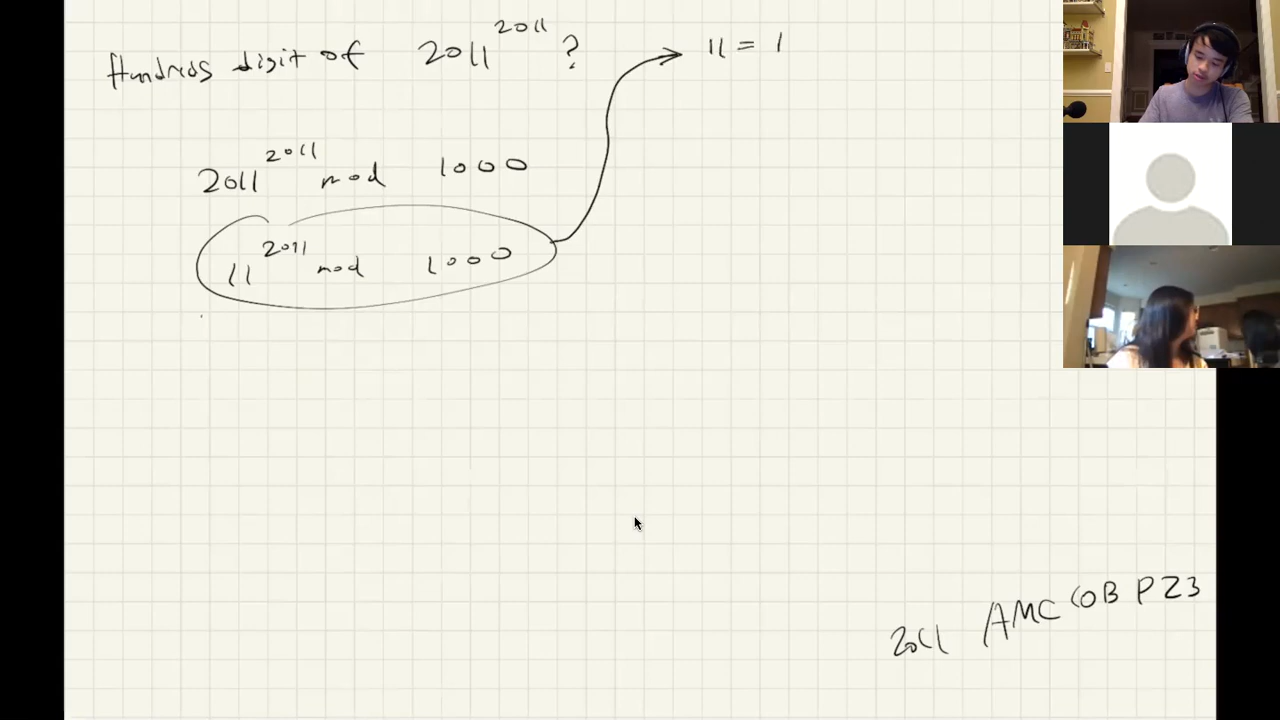 Hundreds digit of 2011^2011 ?
11 = 1
2011^2011 mod 1000
11^2011 mod 1000
2011 AMC 10B P23